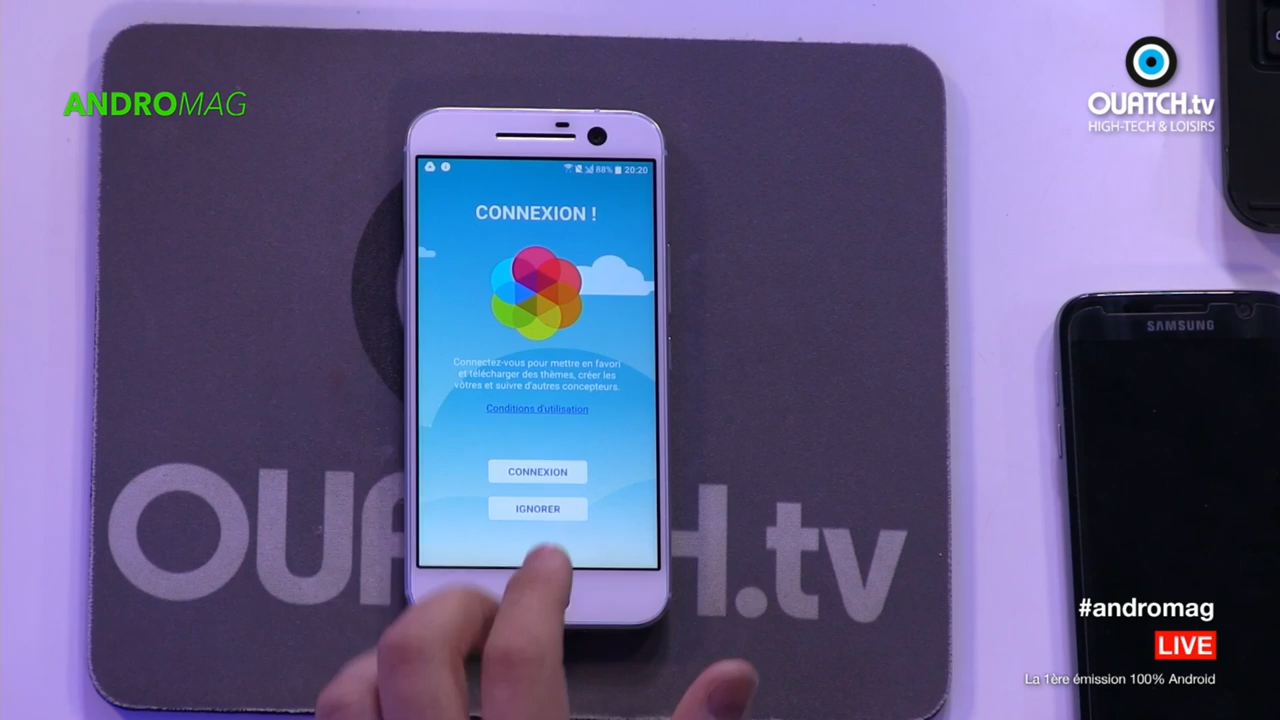 ANDROMAG
OUATCH.tv
HIGH-TECH & LOISIRS
88% 20:20
CONNEXION !
Connectez-vous pour mettre en favori
et télécharger des thèmes, créer les
vôtres et suivre d'autres concepteurs.
Conditions d'utilisation
CONNEXION
IGNORER
SAMSUNG
H.tv
#andromag
LIVE
La 1ère émission 100% Android